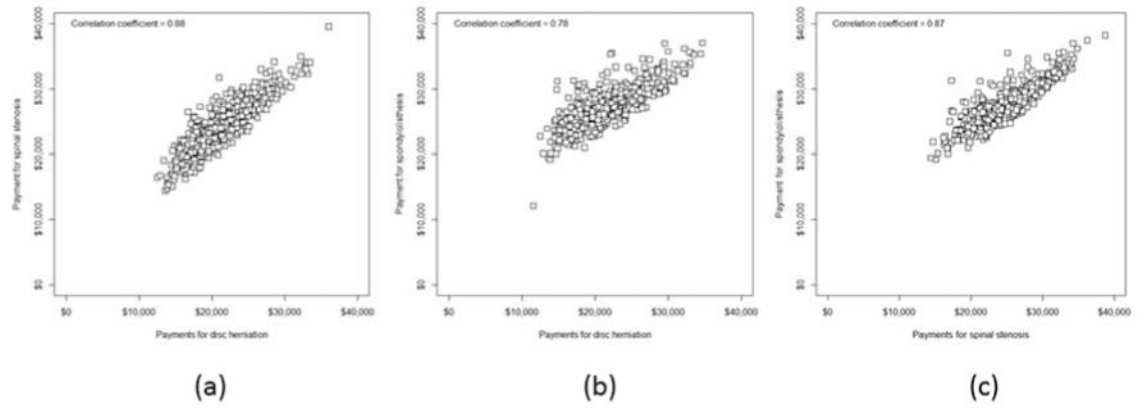 Correlation coefficient = 0.88
$40,000
$30,000
$20,000
$10,000
$0
Payment for spinal stenosis
$0 $10,000 $20,000 $30,000 $40,000
Payments for disc herniation
(a)
Correlation coefficient = 0.78
$40,000
$30,000
$20,000
$10,000
$0
Payment for spondylolisthesis
$0 $10,000 $20,000 $30,000 $40,000
Payments for disc herniation
(b)
Correlation coefficient = 0.87
$40,000
$30,000
$20,000
$10,000
$0
Payment for spondylolisthesis
$0 $10,000 $20,000 $30,000 $40,000
Payments for spinal stenosis
(c)